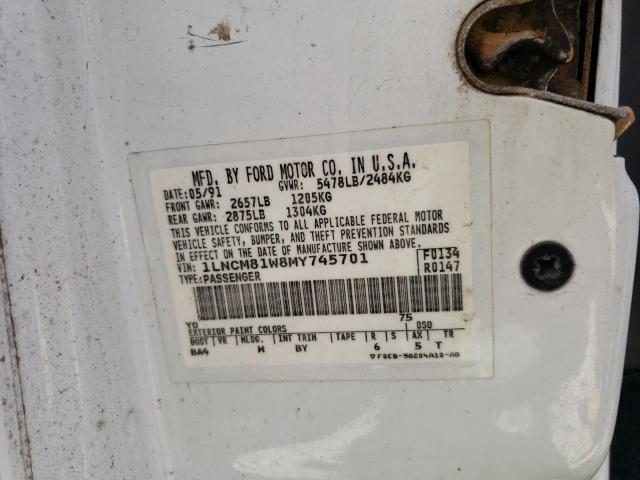 MFD. BY FORD MOTOR CO. IN U.S.A.
DATE: 05/91 GVWR: 5478LB/2484KG
FRONT GAWR: 2657LB 1205KG
REAR GAWR: 2875LB 1304KG
THIS VEHICLE CONFORMS TO ALL APPLICABLE FEDERAL MOTOR
VEHICLE SAFETY, BUMPER, AND THEFT PREVENTION STANDARDS
IN EFFECT ON THE DATE OF MANUFACTURE SHOWN ABOVE.
VIN: 1LNCM81W8MY745701 F0134
TYPE: PASSENGER R0147
YO 75
EXTERIOR PAINT COLORS DSO
BODY VR MLDG. INT TRIM TAPE R S AX TR
BA4 W BY 6 5 T
F0EB-58204A10-AB